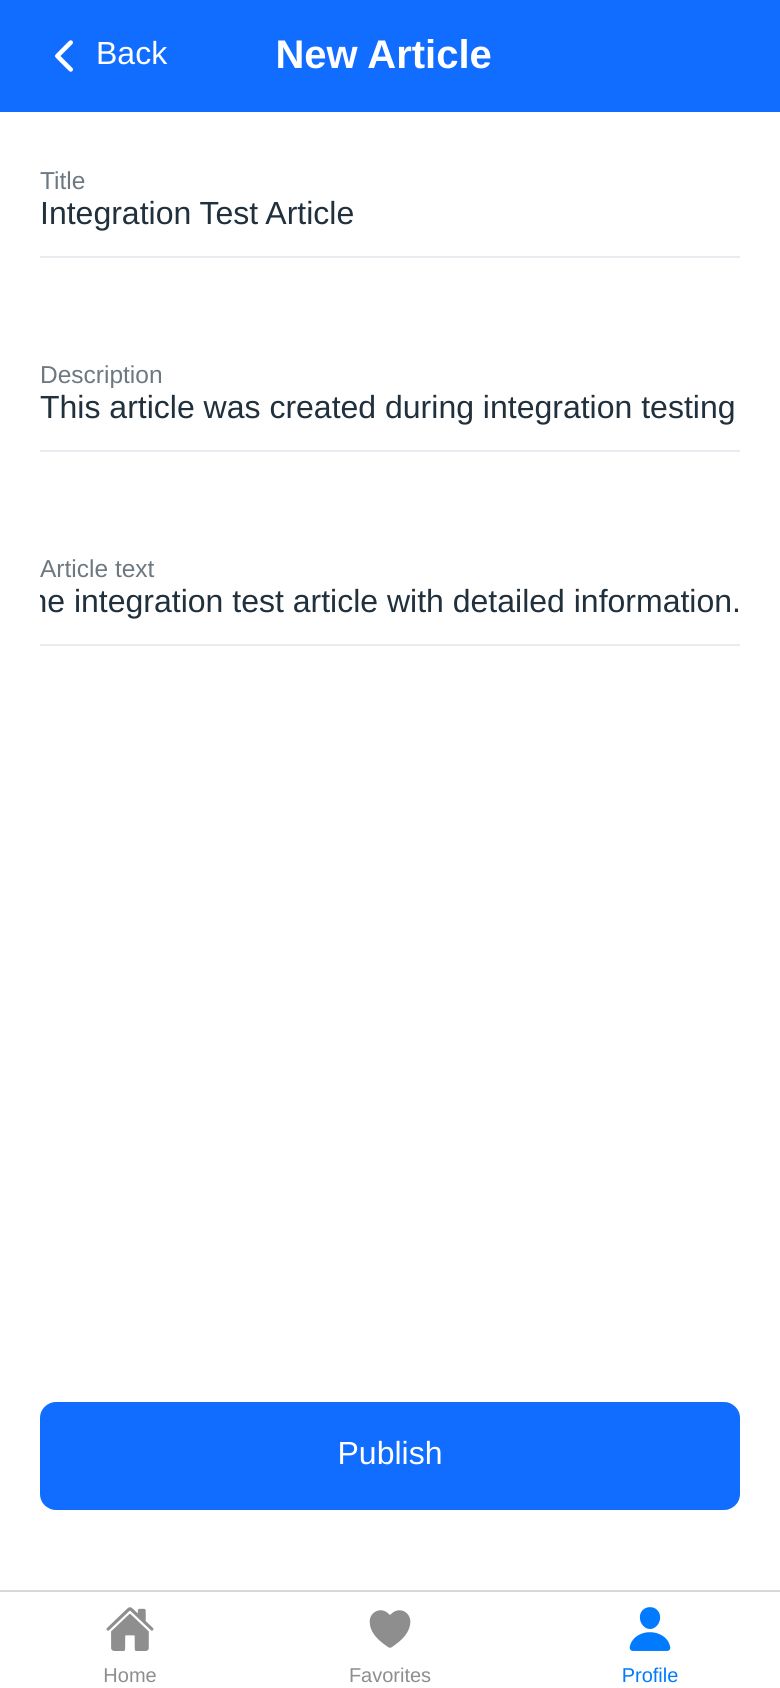 Back
New Article
Title
Integration Test Article
Description
This article was created during integration testing
Article text
integration test article with detailed information.
Publish
Home
Favorites
Profile